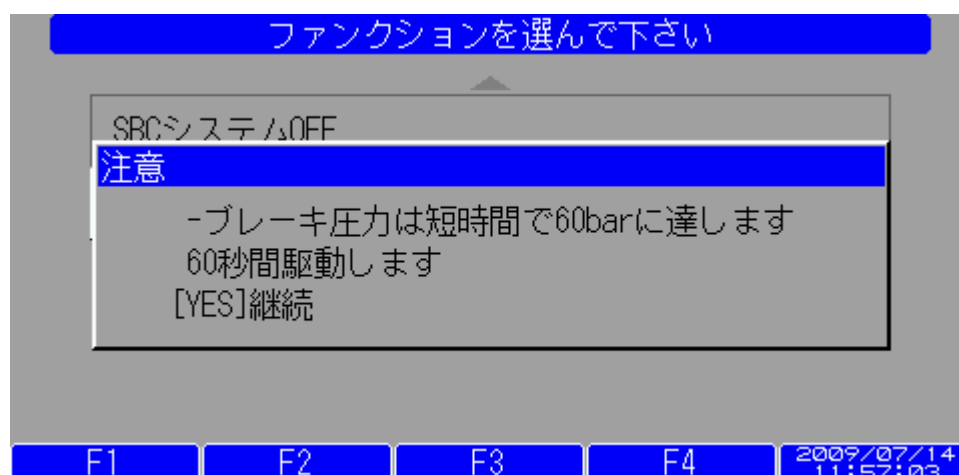 ファンクションを選んで下さい
SBCシステムOFF
注意
-ブレーキ圧力は短時間で60barに達します
60秒間駆動します
[YES]継続
F1 F2 F3 F4 2009/07/14
11:57:03